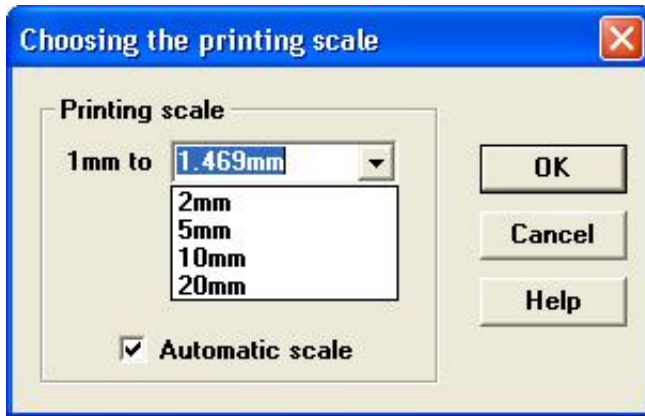 Choosing the printing scale
Printing scale
1mm to 1.469mm
2mm
5mm
10mm
20mm
Automatic scale
OK
Cancel
Help